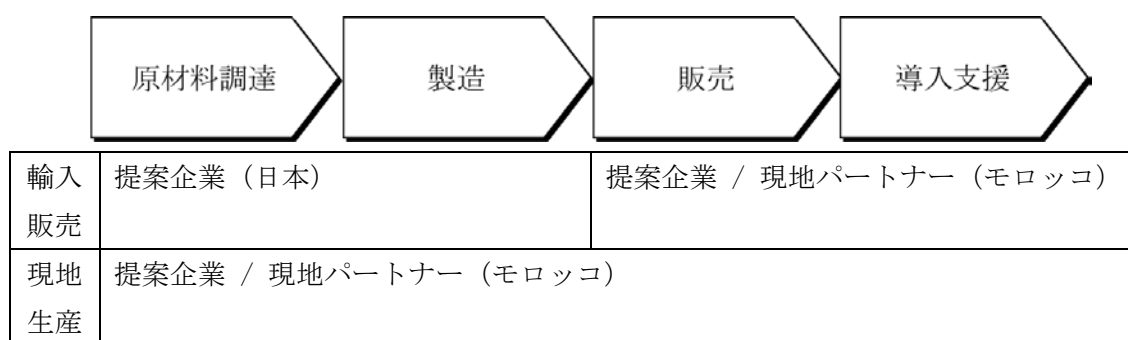 原材料調達
製造
販売
導入支援
輸入
販売
提案企業（日本）
提案企業 / 現地パートナー（モロッコ）
現地
生産
提案企業 / 現地パートナー（モロッコ）